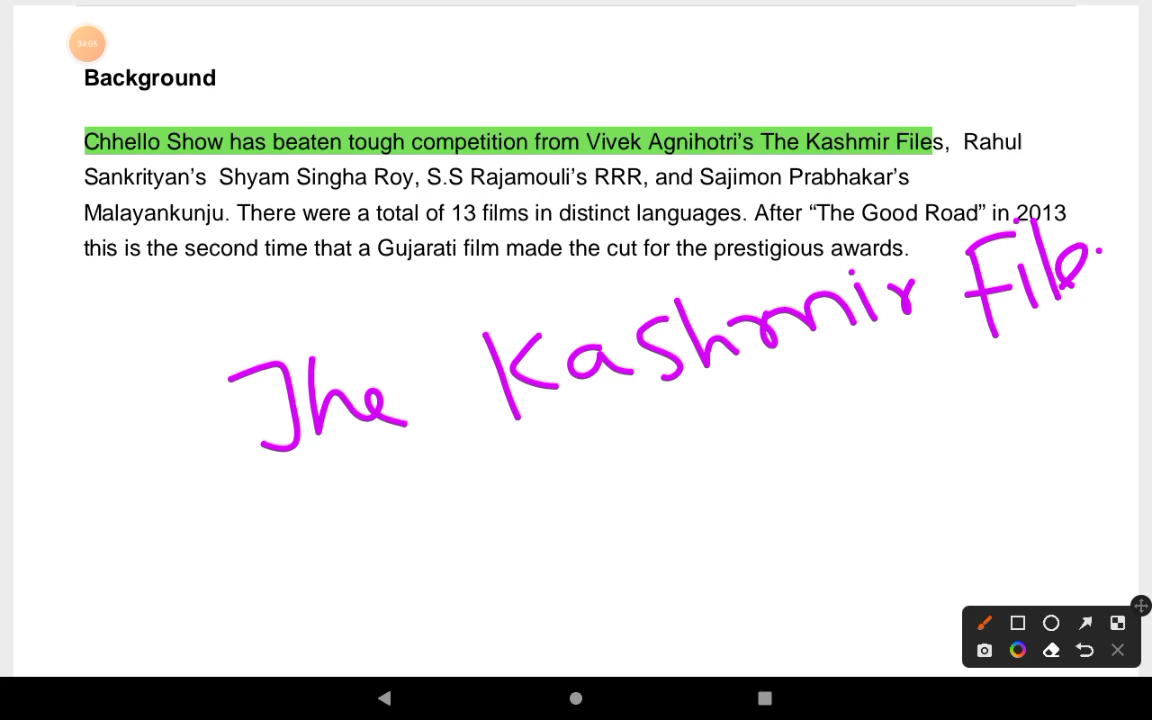 34:05
Background
Chhello Show has beaten tough competition from Vivek Agnihotri’s The Kashmir Files, Rahul
Sankrityan’s Shyam Singha Roy, S.S Rajamouli’s RRR, and Sajimon Prabhakar’s
Malayankunju. There were a total of 13 films in distinct languages. After “The Good Road” in 2013
this is the second time that a Gujarati film made the cut for the prestigious awards.
The Kashmir File.